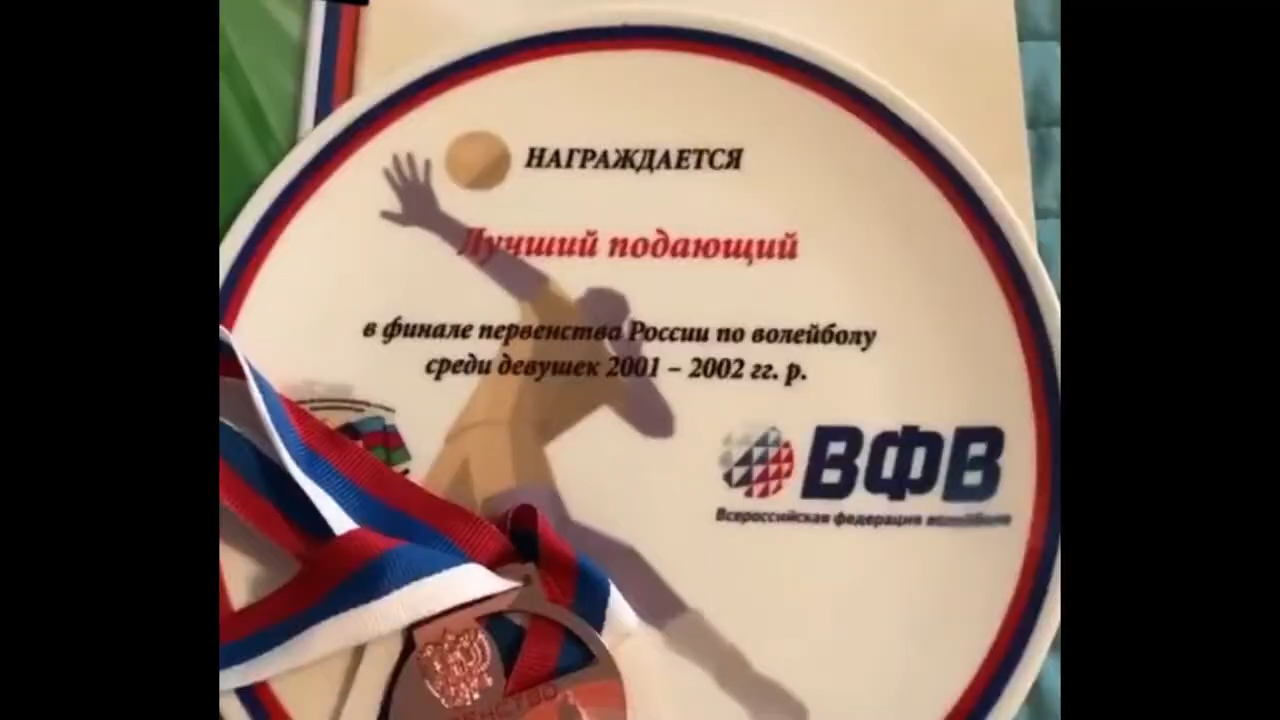 НАГРАЖДАЕТСЯ
Лучший подающий
в финале первенства России по волейболу
среди девушек 2001 – 2002 гг. р.
ВФВ
Всероссийская федерация волейбола